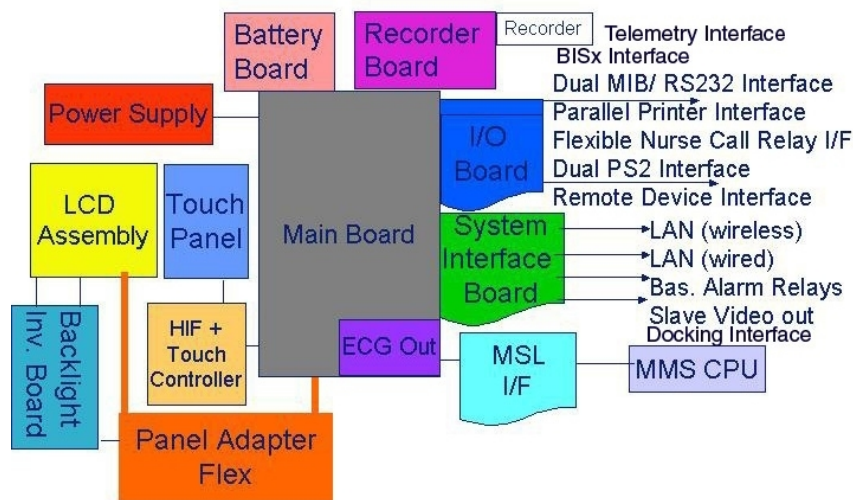 Battery
Board
Recorder
Board
Recorder
Telemetry Interface
BISx Interface
Dual MIB/ RS232 Interface
Parallel Printer Interface
Flexible Nurse Call Relay I/F
Dual PS2 Interface
Remote Device Interface
Power Supply
I/O
Board
LCD
Assembly
Touch
Panel
Main Board
System
Interface
Board
LAN (wireless)
LAN (wired)
Bas. Alarm Relays
Slave Video out
Docking Interface
Backlight
Inv. Board
HIF +
Touch
Controller
ECG Out
MSL
I/F
MMS CPU
Panel Adapter
Flex